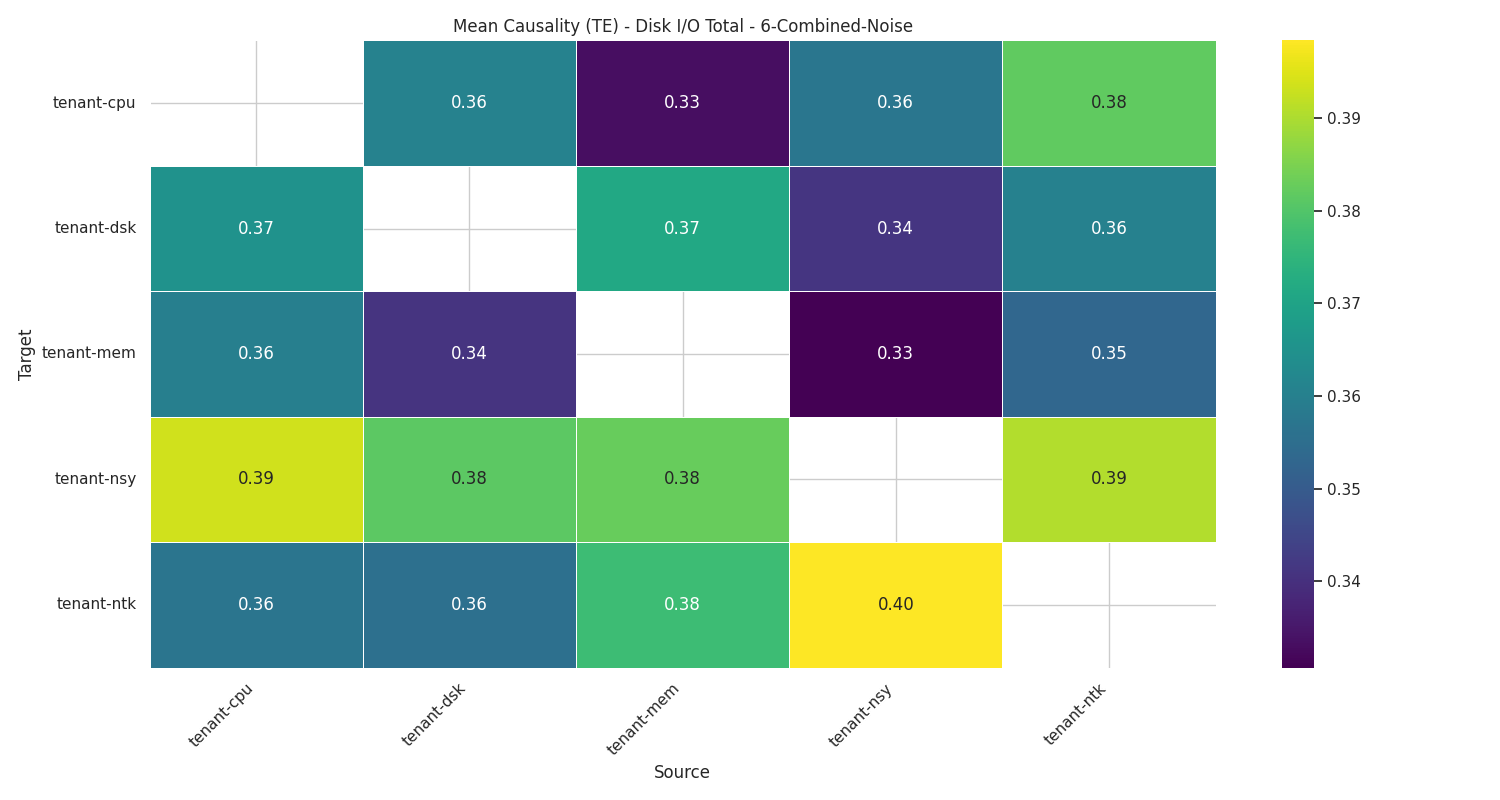 Mean Causality (TE) - Disk I/O Total - 6-Combined-Noise
tenant-cpu
0.36
0.33
0.36
0.38
tenant-dsk
0.37
0.37
0.34
0.36
tenant-mem
0.36
0.34
0.33
0.35
tenant-nsy
0.39
0.38
0.38
0.39
tenant-ntk
0.36
0.36
0.38
0.40
Target
tenant-cpu
tenant-dsk
tenant-mem
tenant-nsy
tenant-ntk
Source
0.39
0.38
0.37
0.36
0.35
0.34